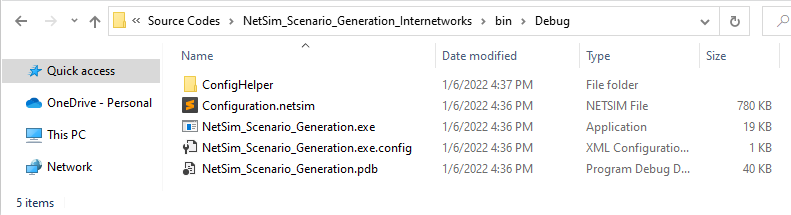 « Source Codes > NetSim_Scenario_Generation_Internetworks > bin > Debug
Name Date modified Type Size
Quick access
OneDrive - Personal
This PC
Network
ConfigHelper 1/6/2022 4:37 PM File folder
Configuration.netsim 1/6/2022 4:36 PM NETSIM File 780 KB
NetSim_Scenario_Generation.exe 1/6/2022 4:36 PM Application 19 KB
NetSim_Scenario_Generation.exe.config 1/6/2022 4:36 PM XML Configuratio... 1 KB
NetSim_Scenario_Generation.pdb 1/6/2022 4:36 PM Program Debug D... 40 KB
5 items